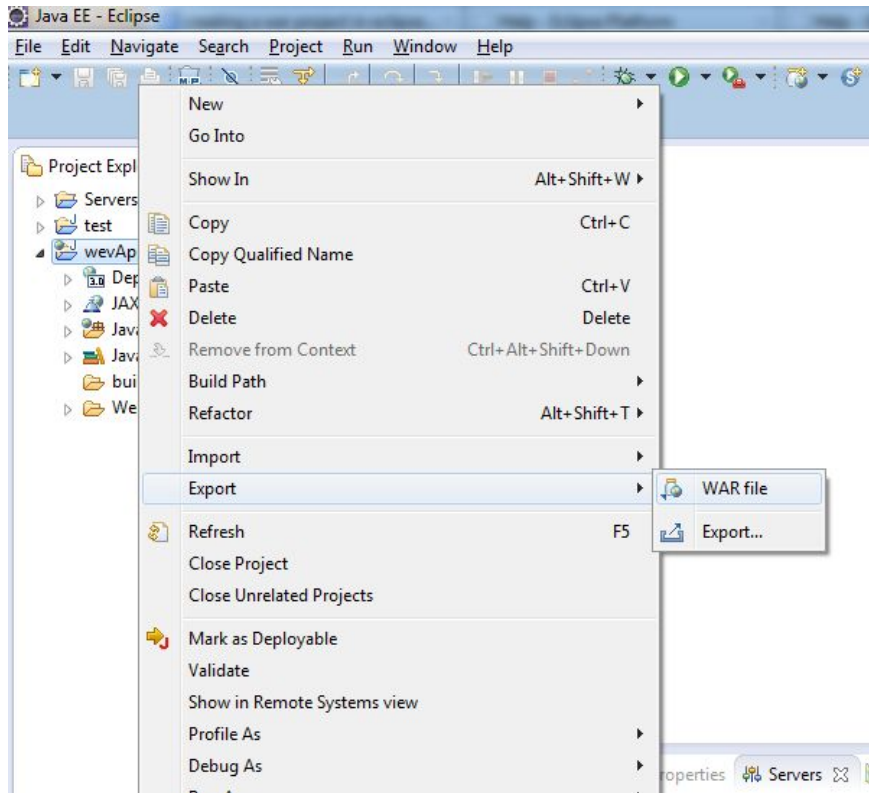 Java EE - Eclipse
File Edit Navigate Search Project Run Window Help
New
Go Into
Project Expl
Show In Alt+Shift+W
Servers
test
Copy Ctrl+C
wevAp
Copy Qualified Name
3.0 Dep
Paste Ctrl+V
JAX
Delete Delete
Java
Remove from Context Ctrl+Alt+Shift+Down
Java
bui
Build Path
We
Refactor Alt+Shift+T
Import
Export
WAR file
Refresh F5
Export...
Close Project
Close Unrelated Projects
Mark as Deployable
Validate
Show in Remote Systems view
Profile As
Debug As
roperties Servers